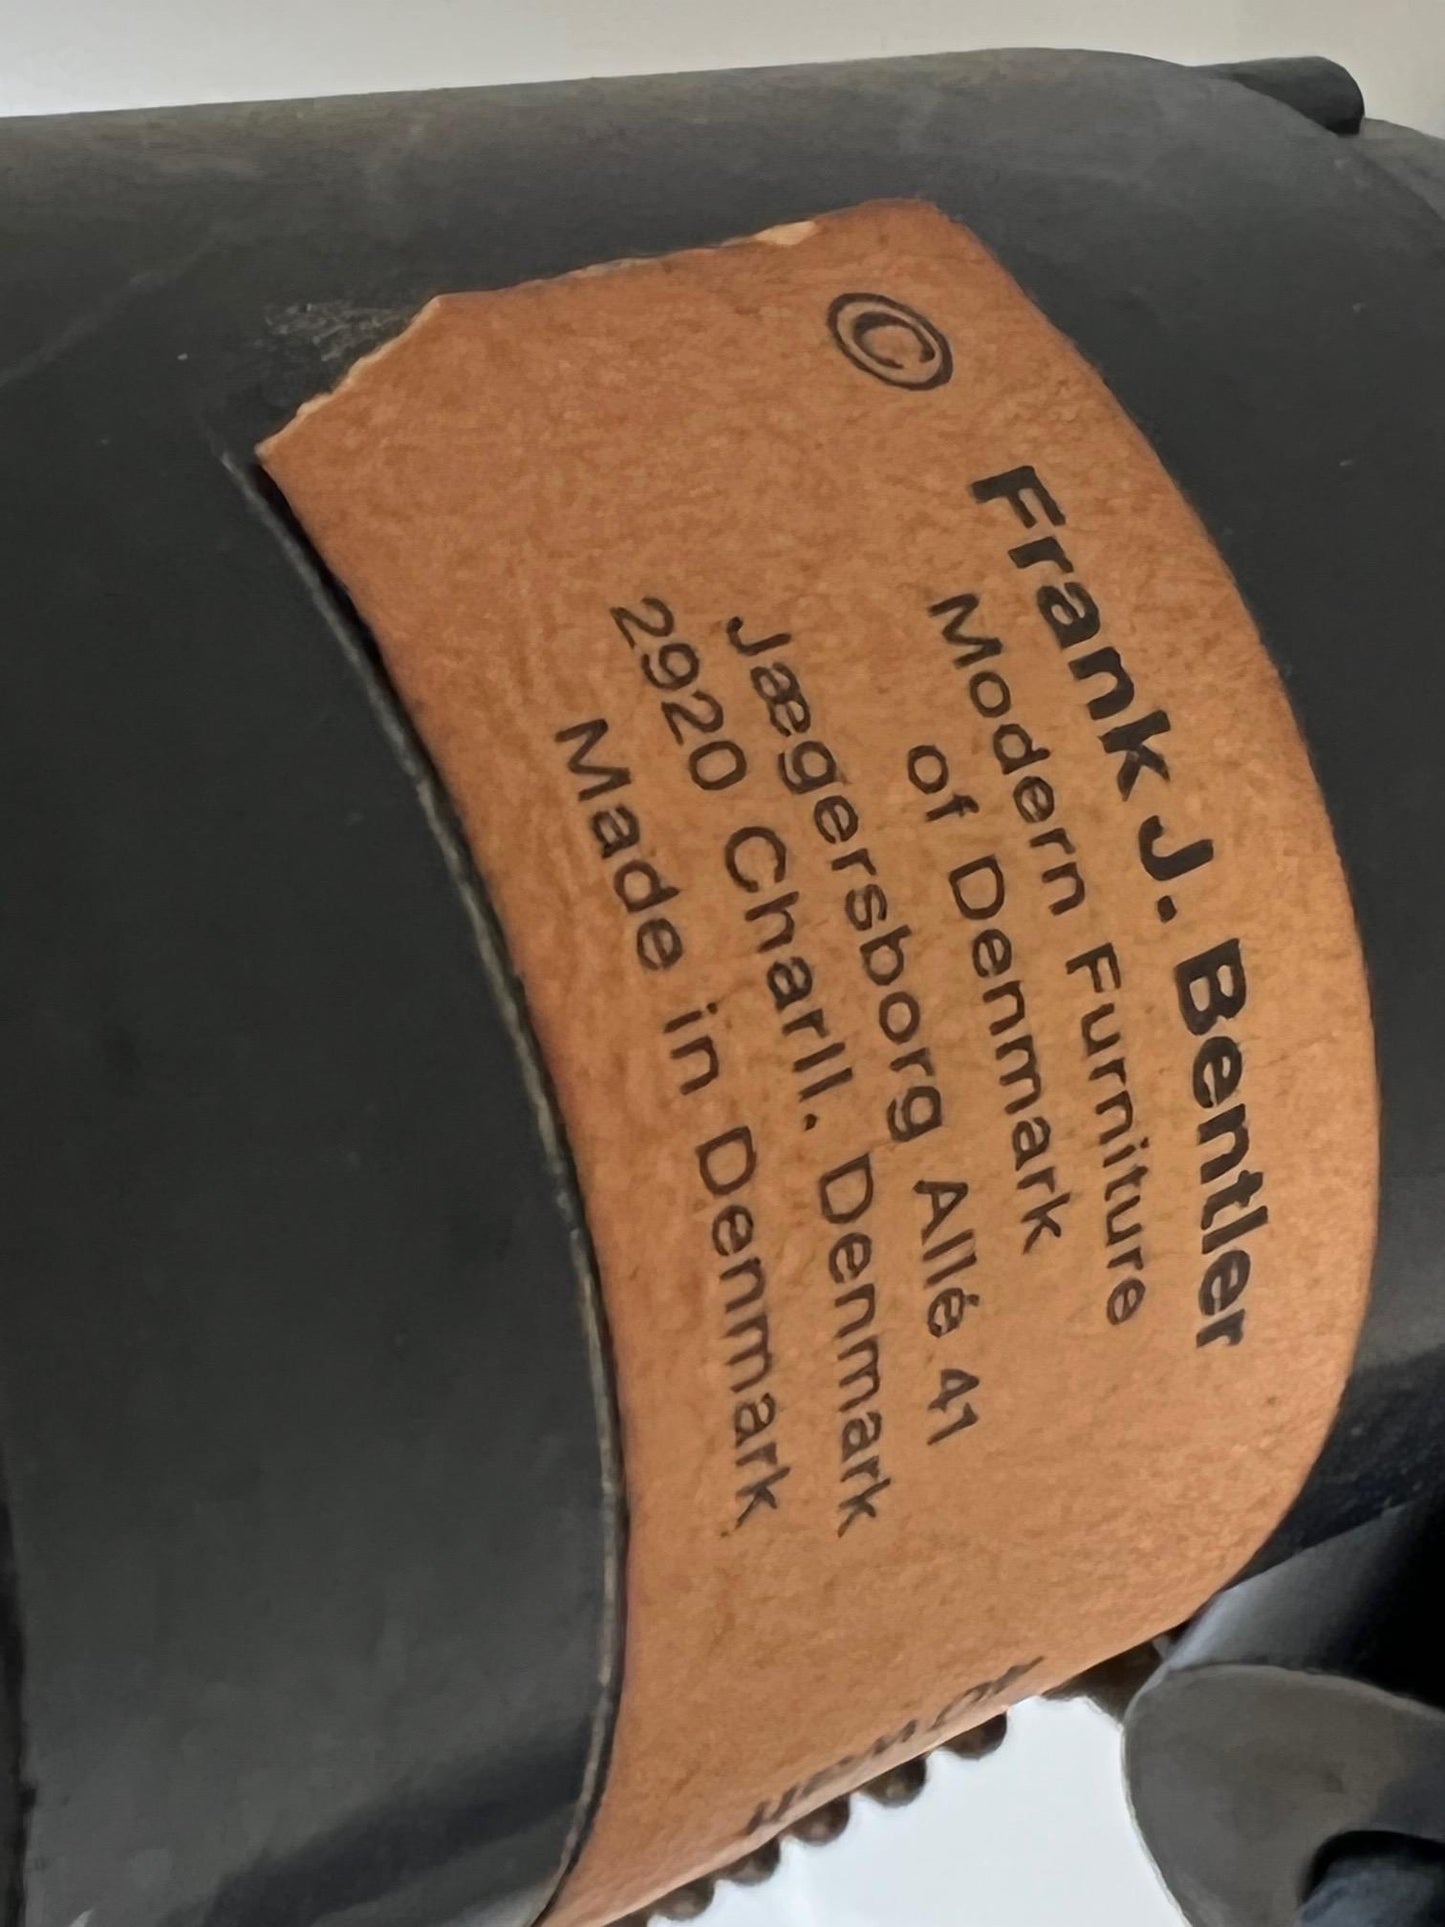 ©
Frank J. Bentler
Modern Furniture
of Denmark
Jægersborg Allé 41
2920 Charll. Denmark
Made in Denmark